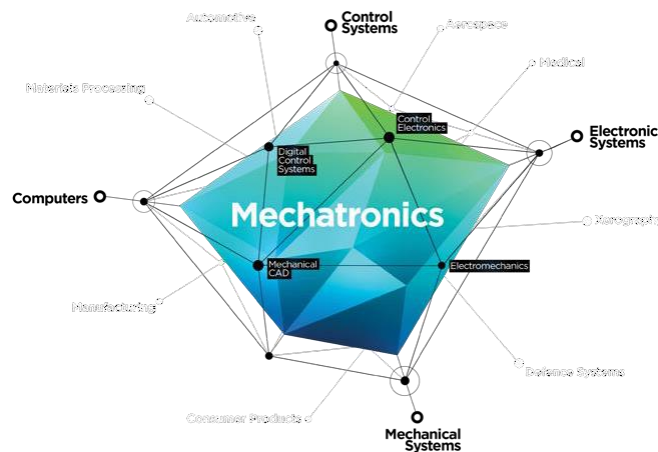 Automotive
Control
Systems
Aerospace
Medical
Materials Processing
Control
Electronics
Electronic
Systems
Digital
Control
Systems
Computers
Mechatronics
Xerograph
Mechanical
CAD
Electromechanics
Manufacturing
Defence Systems
Consumer Products
Mechanical
Systems